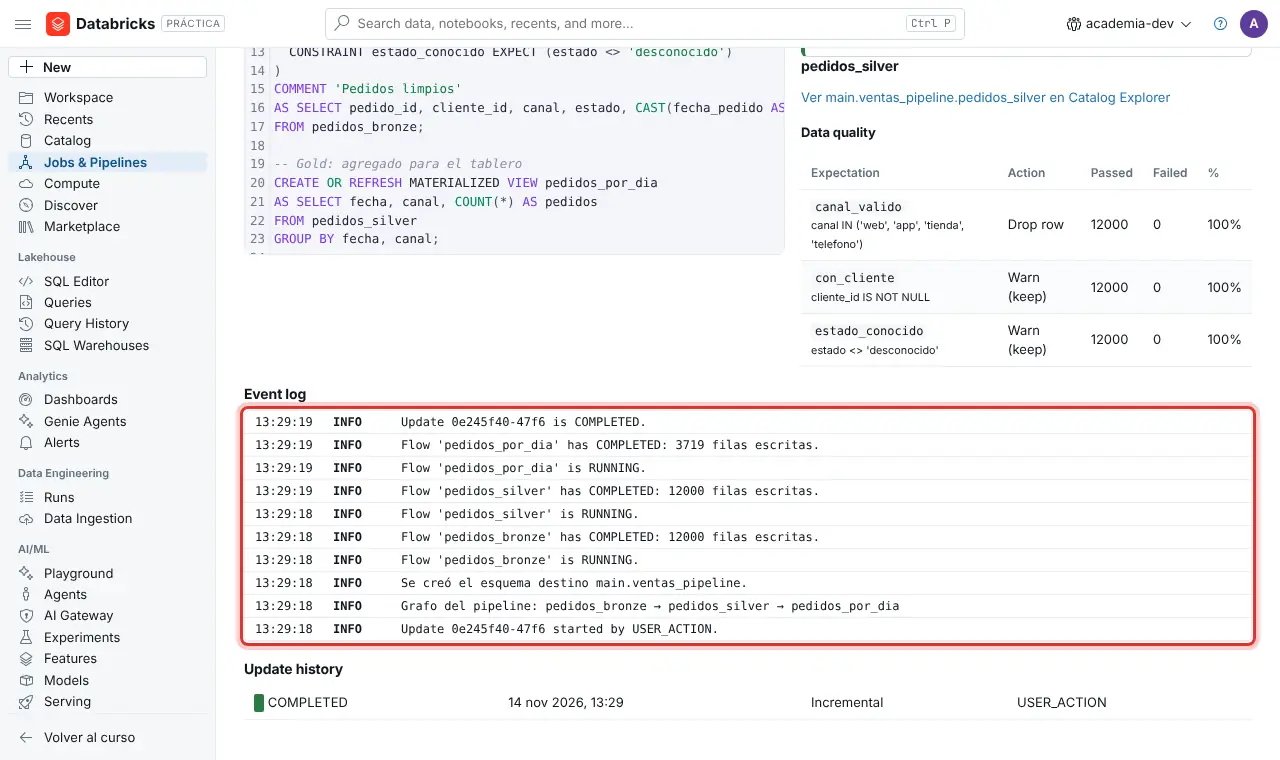 Databricks PRÁCTICA
Search data, notebooks, recents, and more... Ctrl P
academia-dev
A
New
Workspace
Recents
Catalog
Jobs & Pipelines
Compute
Discover
Marketplace
Lakehouse
SQL Editor
Queries
Query History
SQL Warehouses
Analytics
Dashboards
Genie Agents
Alerts
Data Engineering
Runs
Data Ingestion
AI/ML
Playground
Agents
AI Gateway
Experiments
Features
Models
Serving
Volver al curso
13 CONSTRAINT estado_conocido EXPECT (estado <> 'desconocido')
14 )
15 COMMENT 'Pedidos limpios'
16 AS SELECT pedido_id, cliente_id, canal, estado, CAST(fecha_pedido AS
17 FROM pedidos_bronze;
18
19 -- Gold: agregado para el tablero
20 CREATE OR REFRESH MATERIALIZED VIEW pedidos_por_dia
21 AS SELECT fecha, canal, COUNT(*) AS pedidos
22 FROM pedidos_silver
23 GROUP BY fecha, canal;
pedidos_silver
Ver main.ventas_pipeline.pedidos_silver en Catalog Explorer
Data quality
Expectation Action Passed Failed %
canal_valido
canal IN ('web', 'app', 'tienda', 'telefono') Drop row 12000 0 100%
con_cliente
cliente_id IS NOT NULL Warn (keep) 12000 0 100%
estado_conocido
estado <> 'desconocido' Warn (keep) 12000 0 100%
Event log
13:29:19 INFO Update 0e245f40-47f6 is COMPLETED.
13:29:19 INFO Flow 'pedidos_por_dia' has COMPLETED: 3719 filas escritas.
13:29:19 INFO Flow 'pedidos_por_dia' is RUNNING.
13:29:19 INFO Flow 'pedidos_silver' has COMPLETED: 12000 filas escritas.
13:29:18 INFO Flow 'pedidos_silver' is RUNNING.
13:29:18 INFO Flow 'pedidos_bronze' has COMPLETED: 12000 filas escritas.
13:29:18 INFO Flow 'pedidos_bronze' is RUNNING.
13:29:18 INFO Se creó el esquema destino main.ventas_pipeline.
13:29:18 INFO Grafo del pipeline: pedidos_bronze → pedidos_silver → pedidos_por_dia
13:29:18 INFO Update 0e245f40-47f6 started by USER_ACTION.
Update history
COMPLETED 14 nov 2026, 13:29 Incremental USER_ACTION